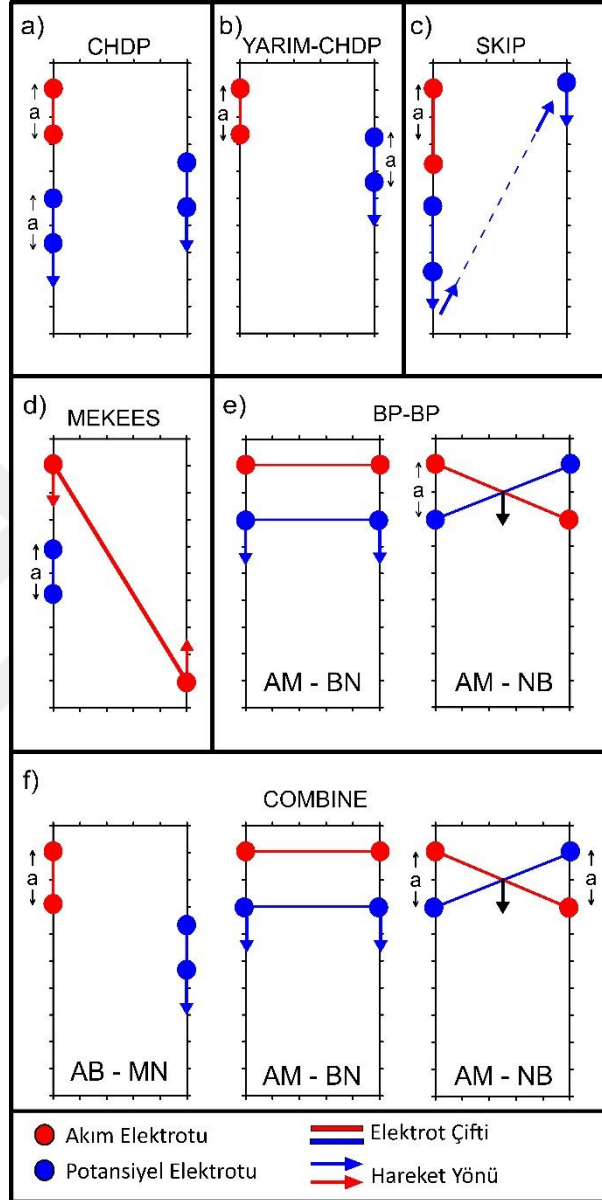 a)
CHDP
a
a
b)
YARIM-CHDP
a
a
c)
SKIP
a
d)
MEKEES
a
e)
BP-BP
AM - BN
a
AM - NB
f)
COMBINE
a
AB - MN
AM - BN
a
a
AM - NB
Akım Elektrotu
Elektrot Çifti
Potansiyel Elektrotu
Hareket Yönü